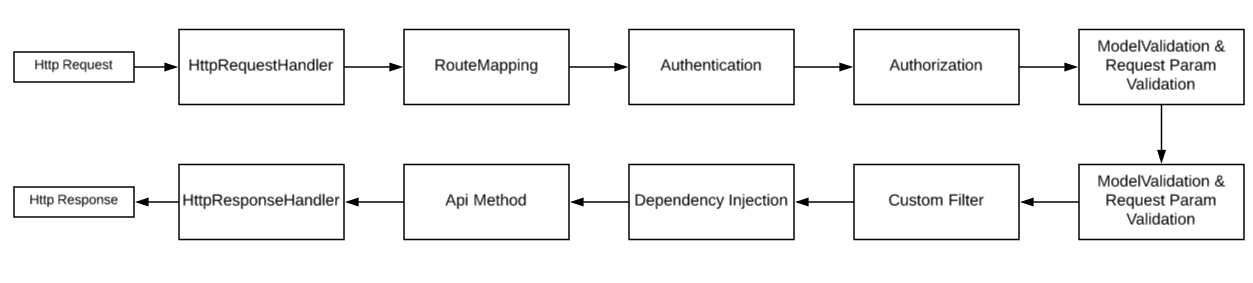 Http Request
HttpRequestHandler
RouteMapping
Authentication
Authorization
ModelValidation &
Request Param
Validation
Http Response
HttpResponseHandler
Api Method
Dependency Injection
Custom Filter
ModelValidation &
Request Param
Validation